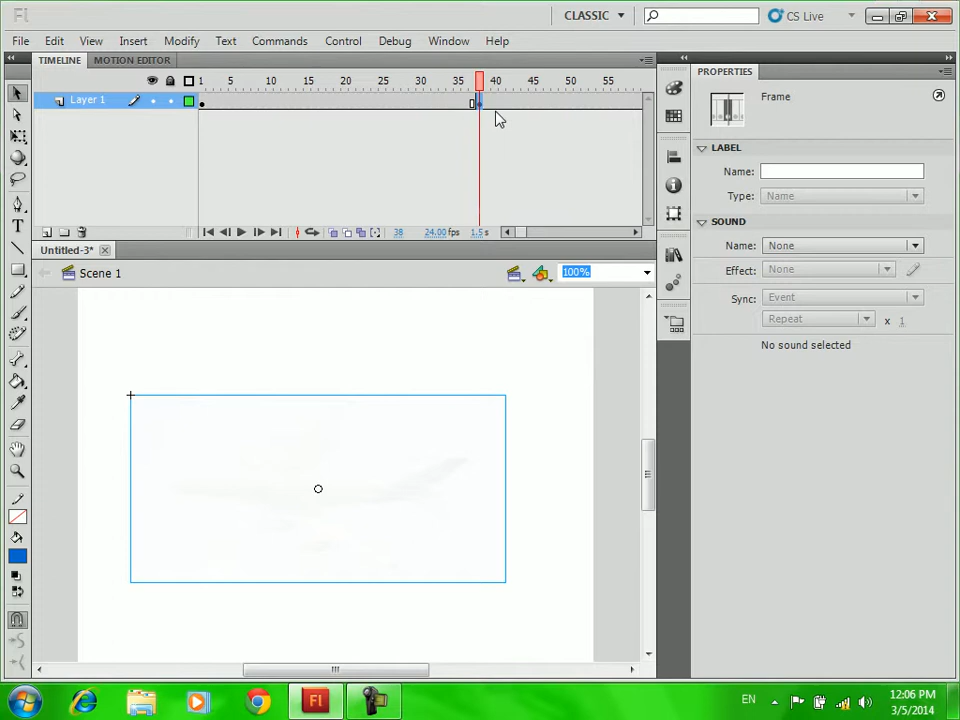 Fl
CLASSIC
CS Live
File Edit View Insert Modify Text Commands Control Debug Window Help
TIMELINE MOTION EDITOR
PROPERTIES
1 5 10 15 20 25 30 35 40 45 50 55
Layer 1
Frame
LABEL
Name:
Type: Name
SOUND
38 24.00 fps 1.5 s
Name: None
Untitled-3*
Effect: None
Scene 1
100%
Sync: Event
Repeat x 1
No sound selected
T
Fl
EN
12:06 PM
3/5/2014